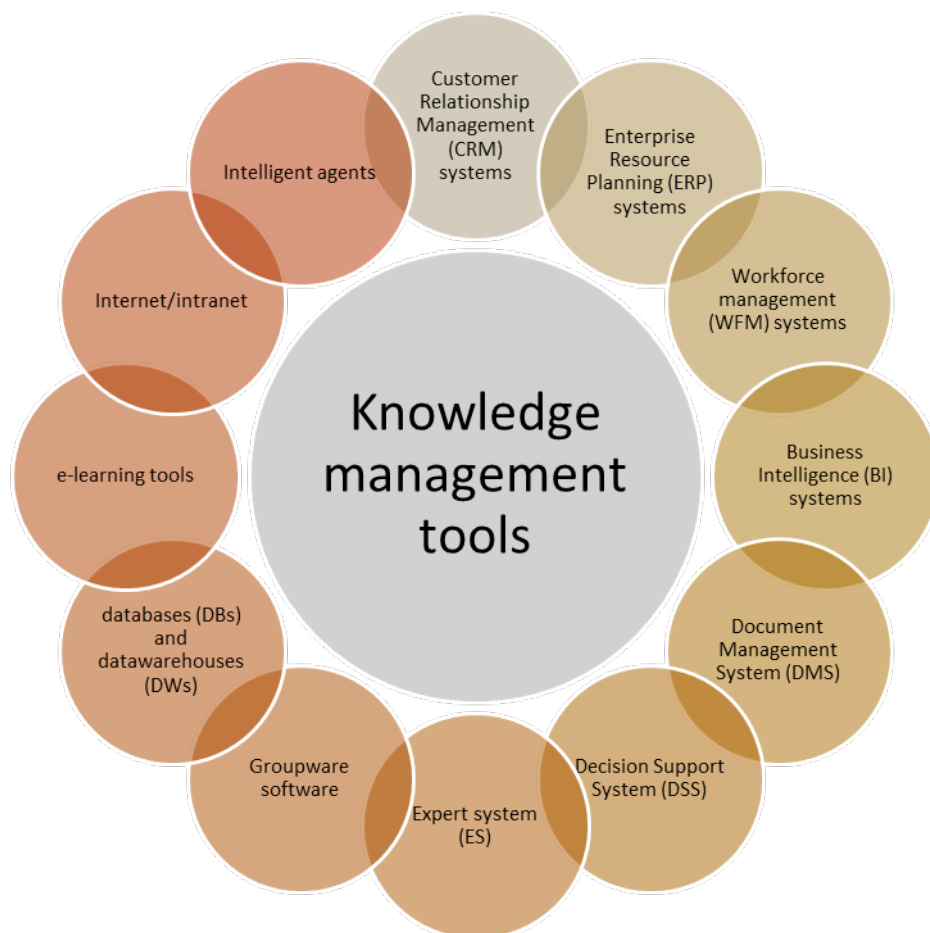 Customer
Relationship
Management
(CRM)
systems
Enterprise
Resource
Planning (ERP)
systems
Workforce
management
(WFM) systems
Business
Intelligence (BI)
systems
Document
Management
System (DMS)
Decision Support
System (DSS)
Expert system
(ES)
Groupware
software
databases (DBs)
and
datawarehouses
(DWs)
e-learning tools
Internet/intranet
Intelligent agents
Knowledge
management
tools